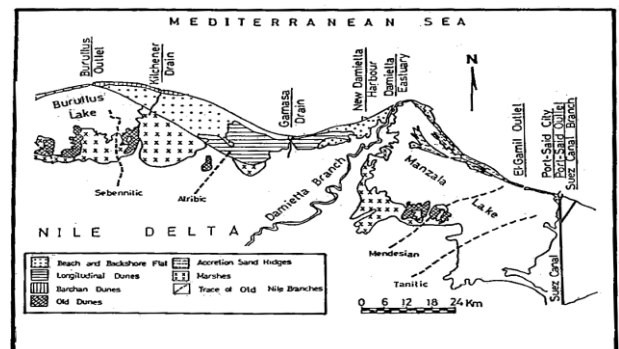 MEDITERRANEAN SEA
Burullus
Outlet
Kilchener
Drain
Gamasa
Drain
New Damietta
Harbour
Damietta
Eastuary
N
El-Gamil Outlet
Port-Said City
Port-Said Outlet
Suez Canal Branch
Burullus
Lake
Sebennitic
Atribic
Damietta Branch
Manzala
Lake
Mendesian
Tanitic
Suez Canal
NILE DELTA
Beach and Backshore Flat
Longitudinal Dunes
Barchan Dunes
Old Dunes
Accretion Sand Hidges
Marshes
Trace of Old Nile Branches
0 6 12 18 24 Km